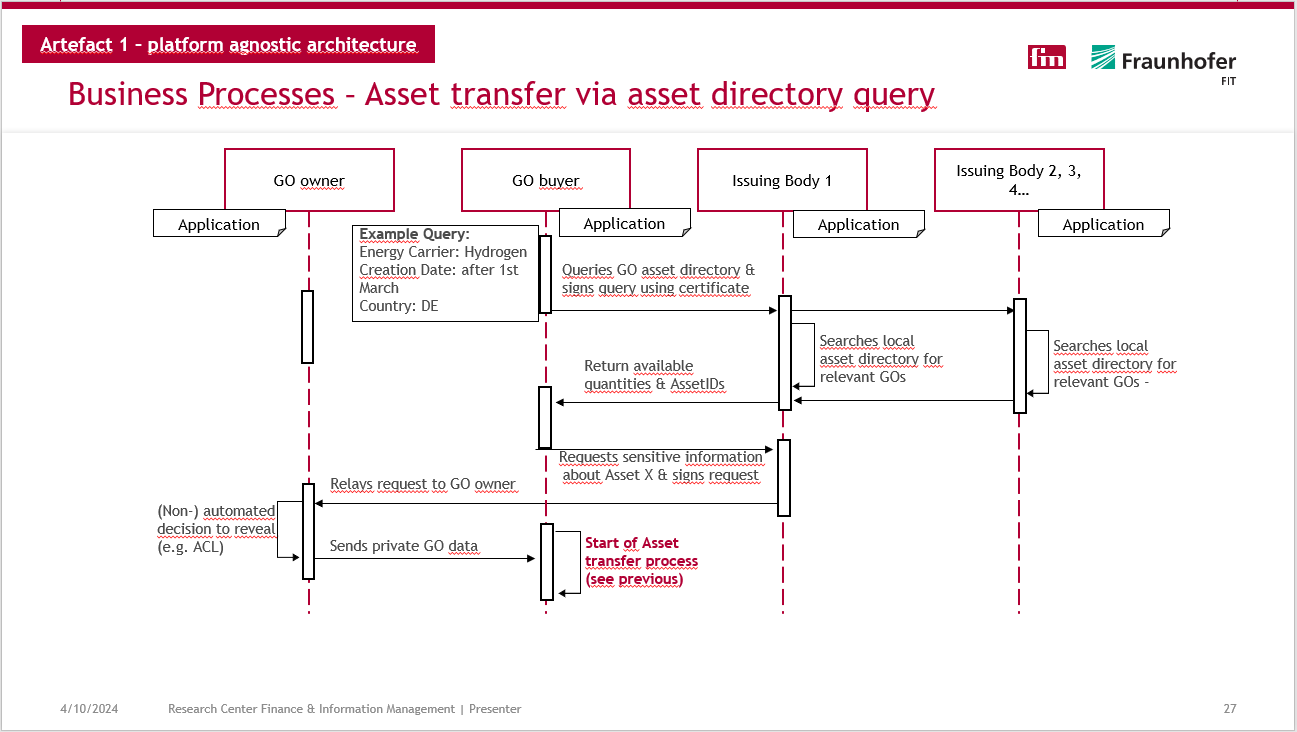 Artefact 1 – platform agnostic architecture
fim
Fraunhofer
FIT
Business Processes – Asset transfer via asset directory query
GO owner
GO buyer
Issuing Body 1
Issuing Body 2, 3,
4…
Application
Application
Application
Application
Example Query:
Energy Carrier: Hydrogen
Creation Date: after 1st
March
Country: DE
Queries GO asset directory &
signs query using certificate
Searches local
asset directory for
relevant GOs
Searches local
asset directory for
relevant GOs -
Return available
quantities & AssetIDs
Requests sensitive information
about Asset X & signs request
Relays request to GO owner
(Non-) automated
decision to reveal
(e.g. ACL)
Sends private GO data
Start of Asset
transfer process
(see previous)
4/10/2024
Research Center Finance & Information Management | Presenter
27